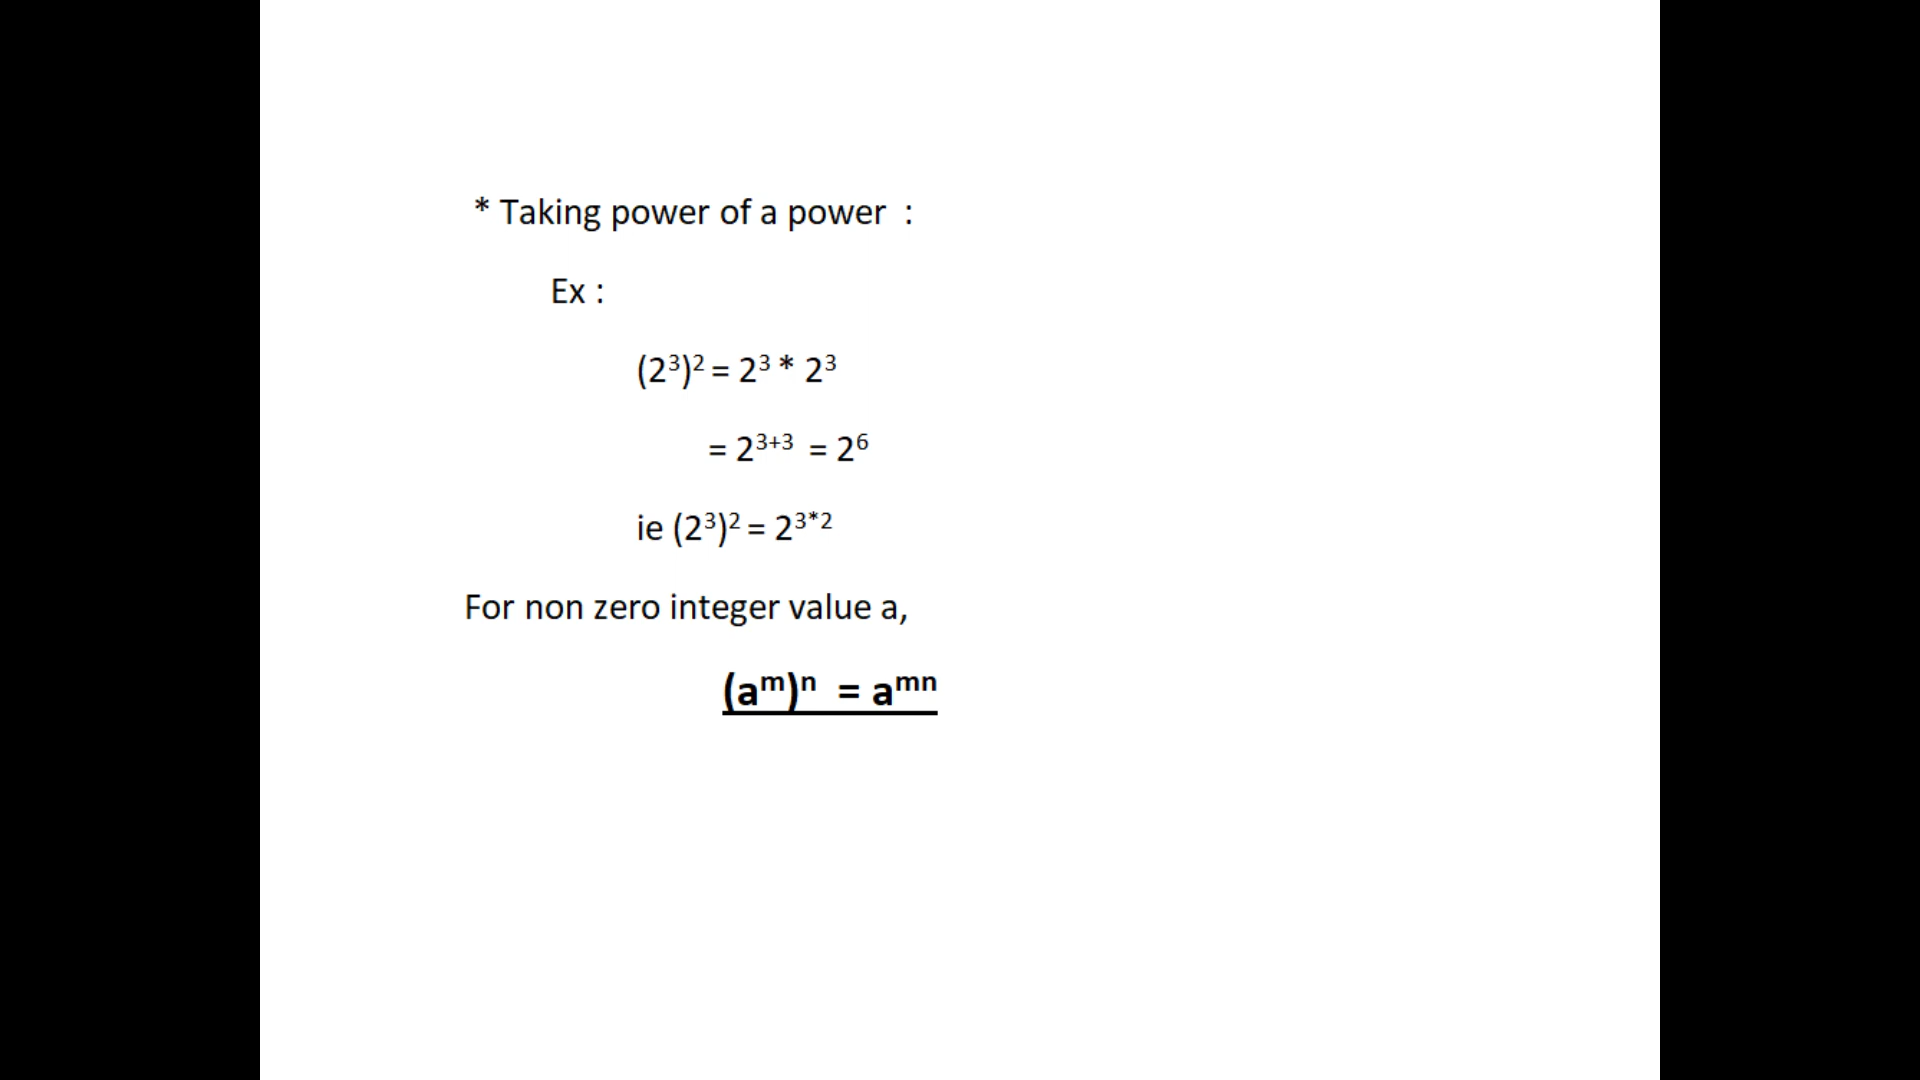 * Taking power of a power :
Ex :
(2³)² = 2³ * 2³
= 2³⁺³ = 2⁶
ie (2³)² = 2³*²
For non zero integer value a,
(aᵐ)ⁿ = aᵐⁿ